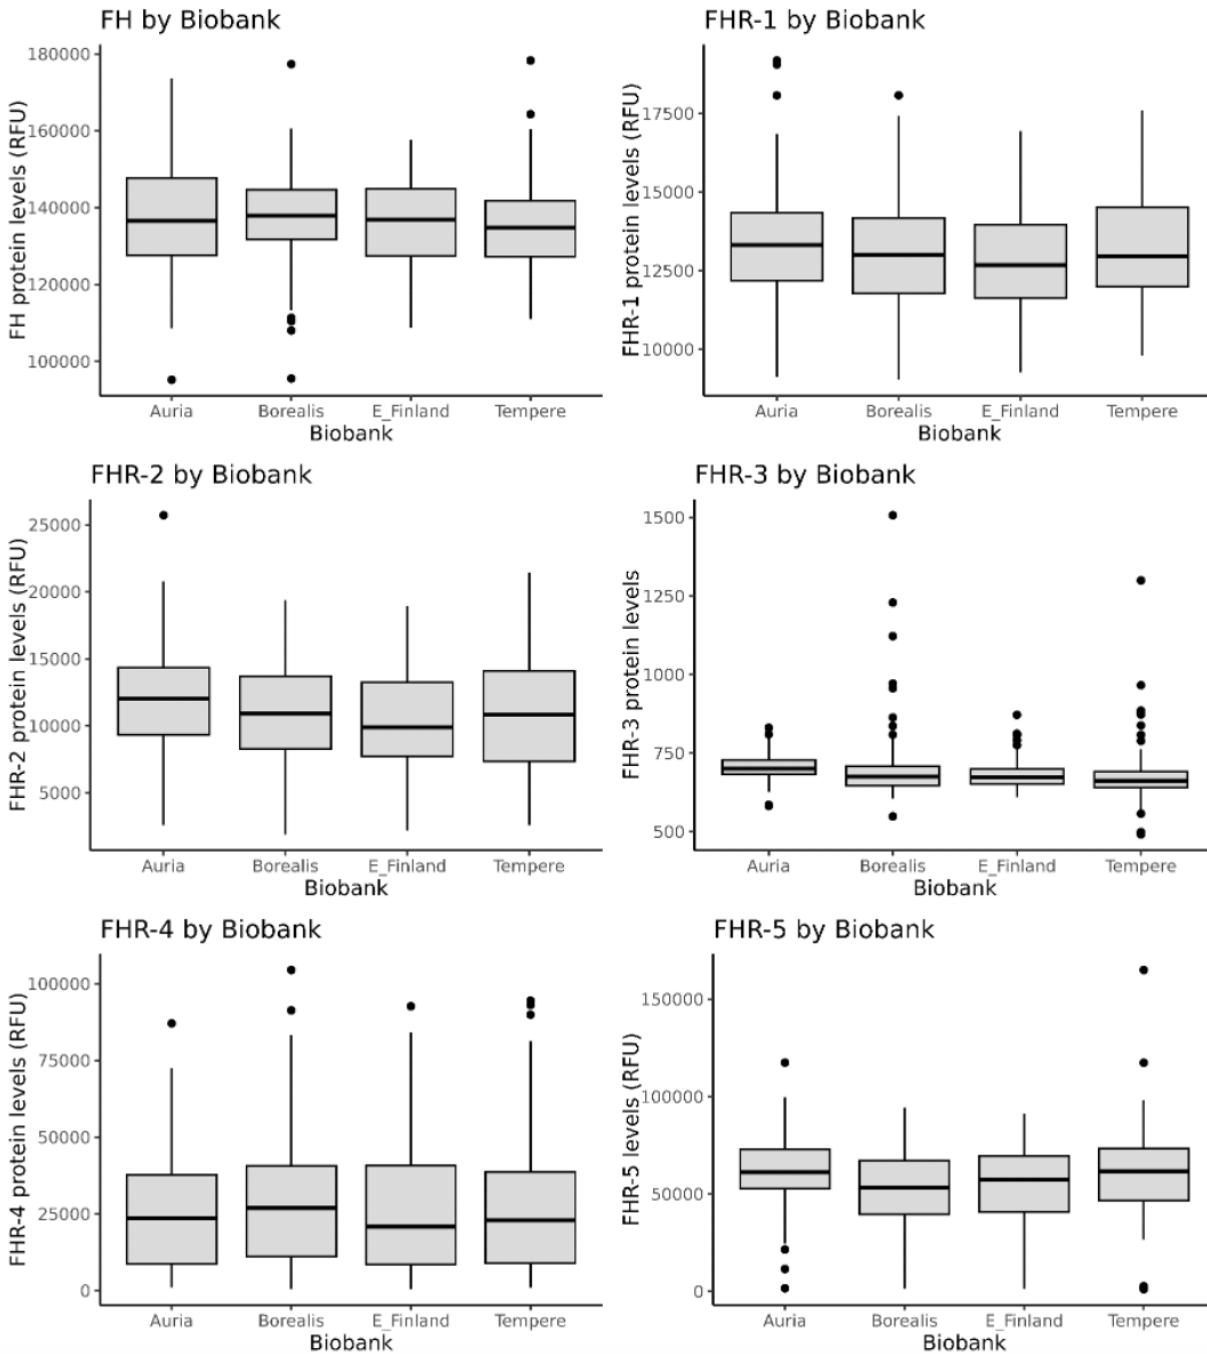 FH by Biobank
FH protein levels (RFU)
180000
160000
140000
120000
100000
Auria Borealis E_Finland Tempere
Biobank
FHR-1 by Biobank
FHR-1 protein levels (RFU)
17500
15000
12500
10000
Auria Borealis E_Finland Tempere
Biobank
FHR-2 by Biobank
FHR-2 protein levels (RFU)
25000
20000
15000
10000
5000
Auria Borealis E_Finland Tempere
Biobank
FHR-3 by Biobank
FHR-3 protein levels
1500
1250
1000
750
500
Auria Borealis E_Finland Tempere
Biobank
FHR-4 by Biobank
FHR-4 protein levels (RFU)
100000
75000
50000
25000
0
Auria Borealis E_Finland Tempere
Biobank
FHR-5 by Biobank
FHR-5 levels (RFU)
150000
100000
50000
0
Auria Borealis E_Finland Tempere
Biobank